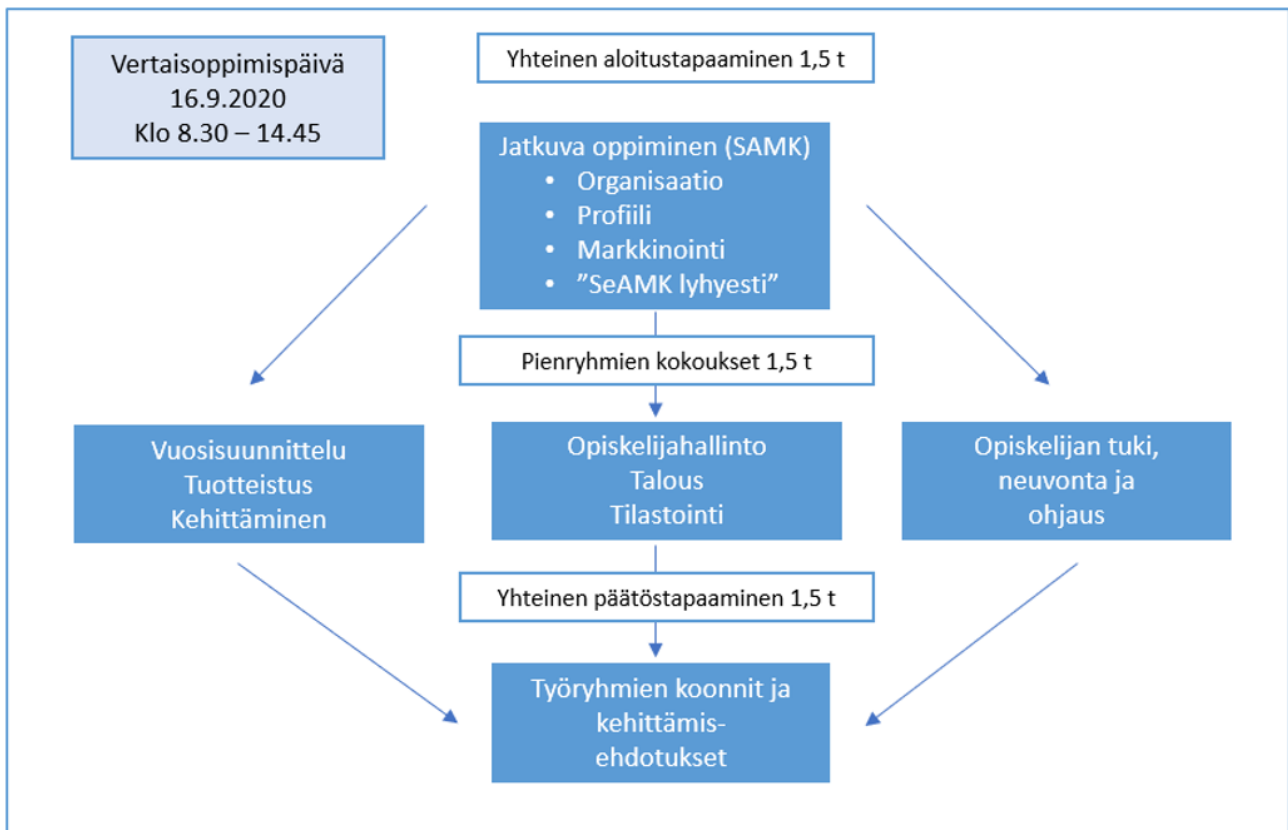 Vertaisoppimispäivä
16.9.2020
Klo 8.30 – 14.45
Yhteinen aloitustapaaminen 1,5 t
Jatkuva oppiminen (SAMK)
• Organisaatio
• Profiili
• Markkinointi
• ”SeAMK lyhyesti”
Pienryhmien kokoukset 1,5 t
Vuosisuunnittelu
Tuotteistus
Kehittäminen
Opiskelijahallinto
Talous
Tilastointi
Opiskelijan tuki,
neuvonta ja
ohjaus
Yhteinen päätöstapaaminen 1,5 t
Työryhmien koonnit ja
kehittämis-
ehdotukset